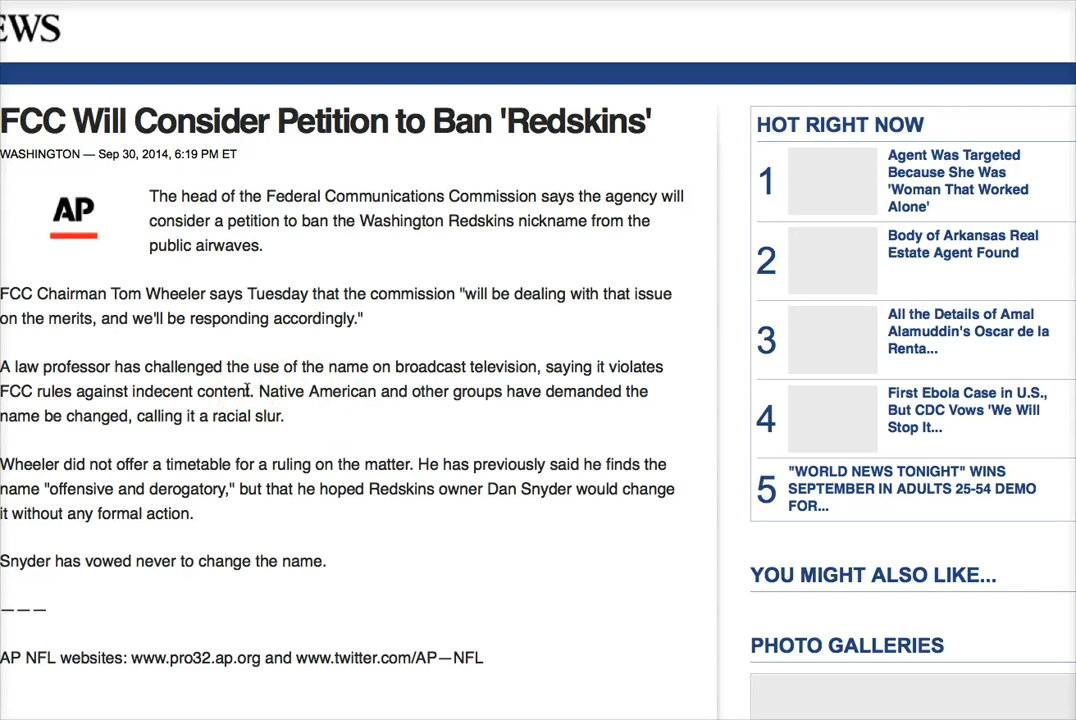 EWS
FCC Will Consider Petition to Ban 'Redskins'
WASHINGTON — Sep 30, 2014, 6:19 PM ET
AP
The head of the Federal Communications Commission says the agency will
consider a petition to ban the Washington Redskins nickname from the
public airwaves.
FCC Chairman Tom Wheeler says Tuesday that the commission "will be dealing with that issue
on the merits, and we'll be responding accordingly."
A law professor has challenged the use of the name on broadcast television, saying it violates
FCC rules against indecent content. Native American and other groups have demanded the
name be changed, calling it a racial slur.
Wheeler did not offer a timetable for a ruling on the matter. He has previously said he finds the
name "offensive and derogatory," but that he hoped Redskins owner Dan Snyder would change
it without any formal action.
Snyder has vowed never to change the name.
———
AP NFL websites: www.pro32.ap.org and www.twitter.com/AP—NFL
HOT RIGHT NOW
1
Agent Was Targeted
Because She Was
'Woman That Worked
Alone'
2
Body of Arkansas Real
Estate Agent Found
3
All the Details of Amal
Alamuddin's Oscar de la
Renta...
4
First Ebola Case in U.S.,
But CDC Vows 'We Will
Stop It...
5
"WORLD NEWS TONIGHT" WINS
SEPTEMBER IN ADULTS 25-54 DEMO
FOR...
YOU MIGHT ALSO LIKE...
PHOTO GALLERIES